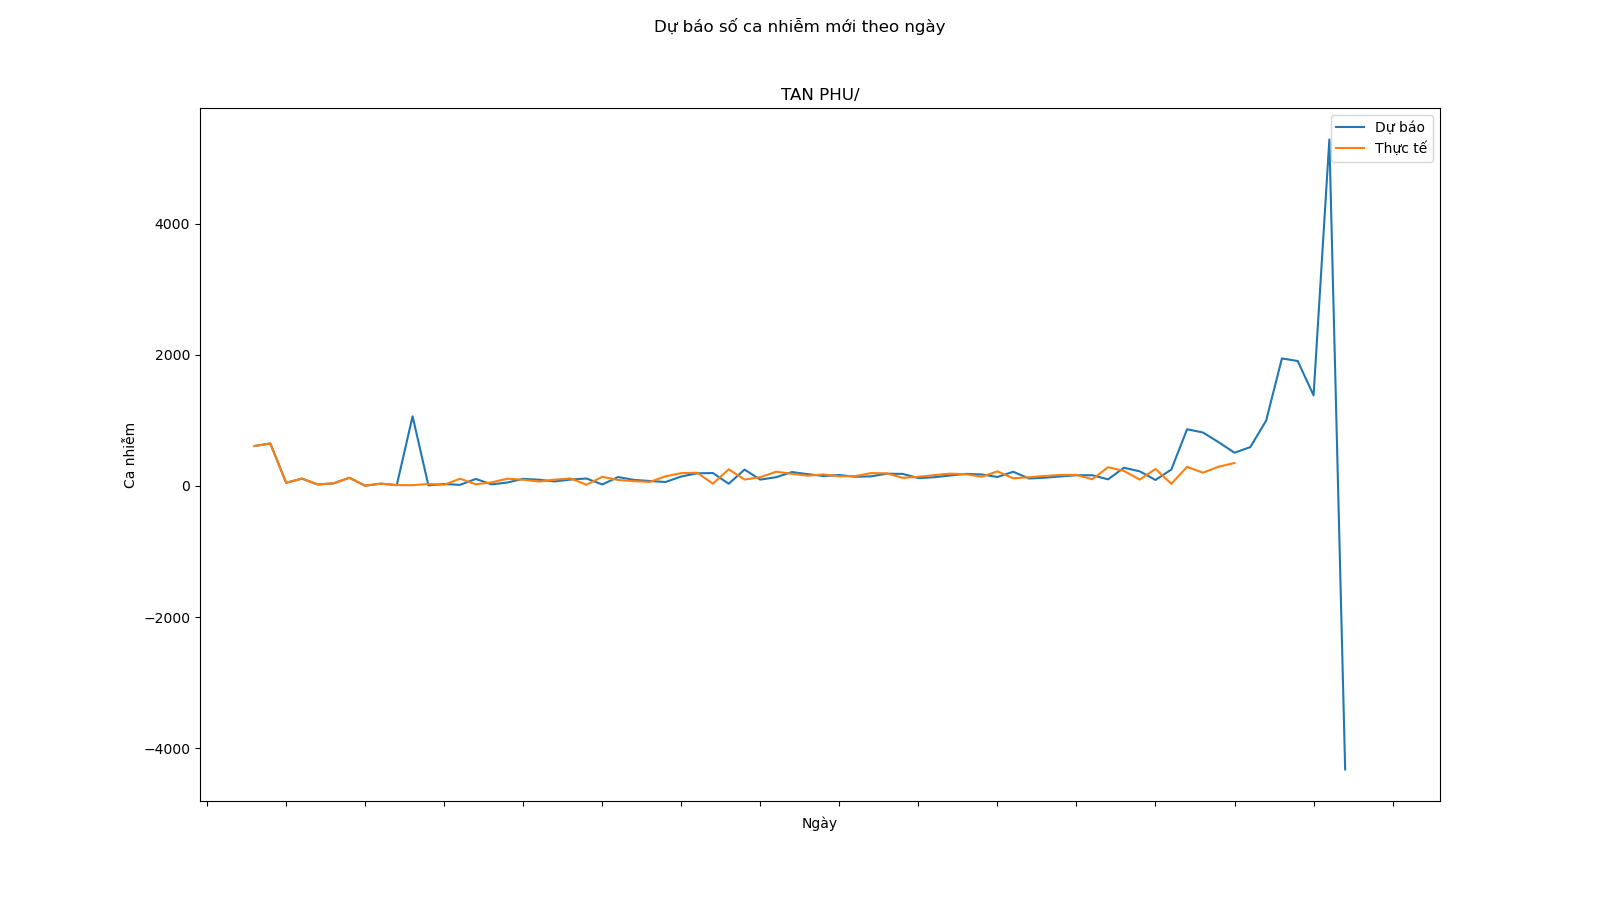 Dự báo số ca nhiễm mới theo ngày
TAN PHU/
Dự báo
Thực tế
4000
2000
0
−2000
−4000
Ca nhiễm
Ngày